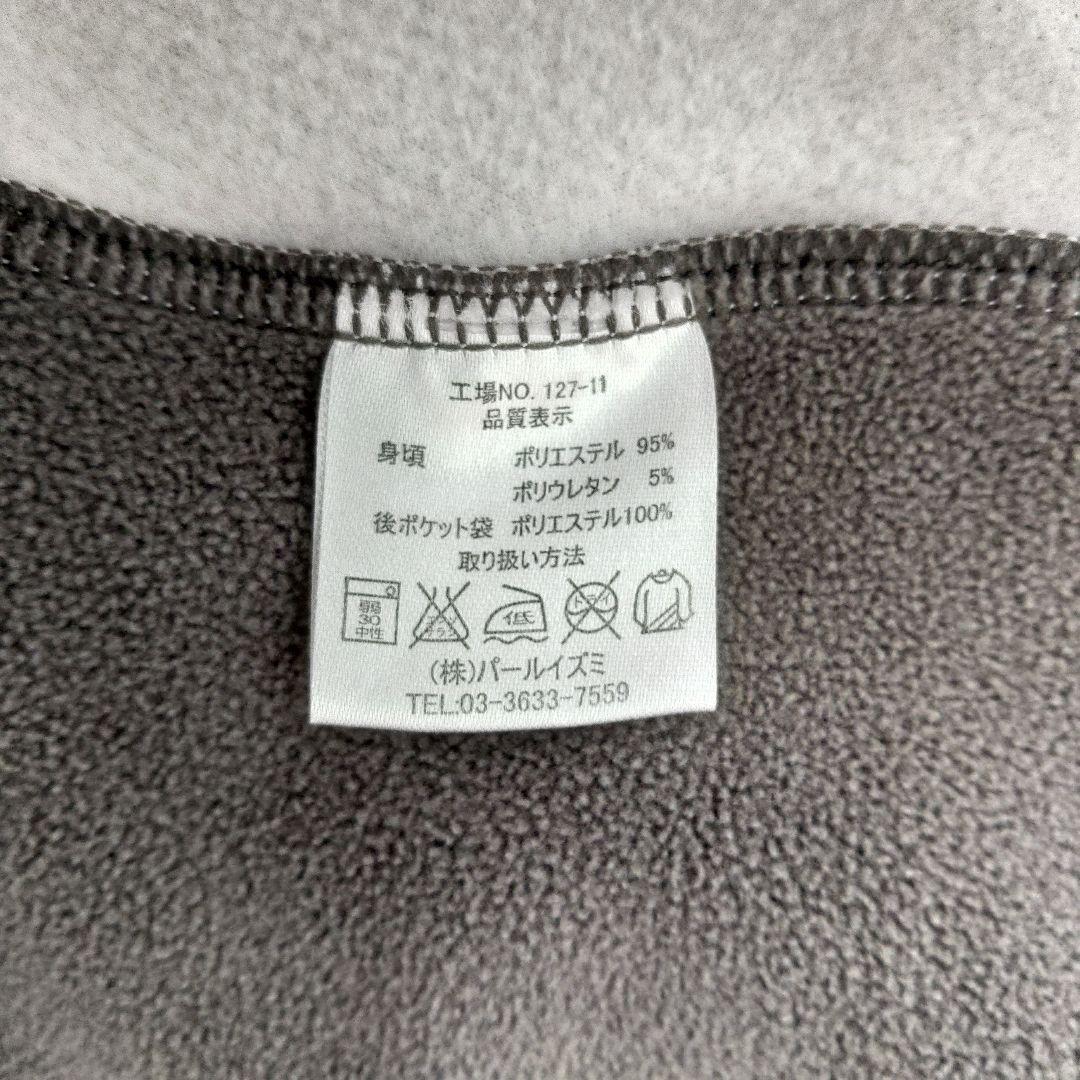 工場NO. 127-11
品質表示
身頃 ポリエステル 95%
ポリウレタン 5%
後ポケット袋 ポリエステル100%
取り扱い方法
弱 30 中性 低 ドライ
(株)パールイズミ
TEL:03-3633-7559